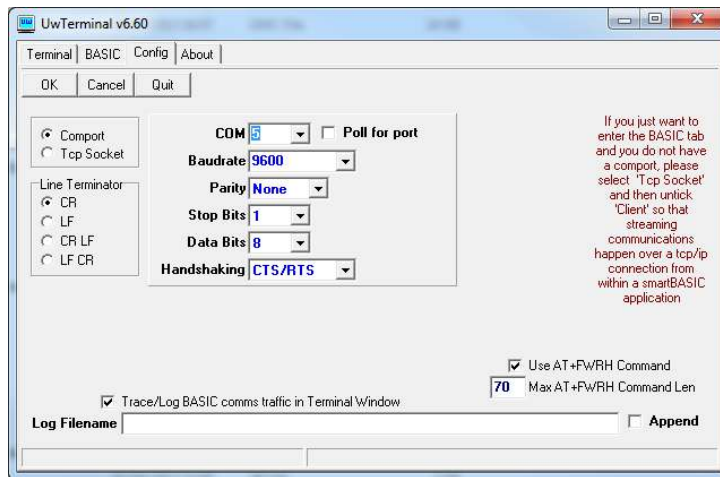 UwTerminal v6.60
Terminal BASIC Config About
OK Cancel Quit
Comport
Tcp Socket
Line Terminator
CR
LF
CR LF
LF CR
COM 5 Poll for port
Baudrate 9600
Parity None
Stop Bits 1
Data Bits 8
Handshaking CTS/RTS
If you just want to
enter the BASIC tab
and you do not have
a comport, please
select 'Tcp Socket'
and then untick
'Client' so that
streaming
communications
happen over a tcp/ip
connection from
within a smartBASIC
application
Use AT+FWRH Command
70 Max AT+FWRH Command Len
Trace/Log BASIC comms traffic in Terminal Window
Log Filename Append